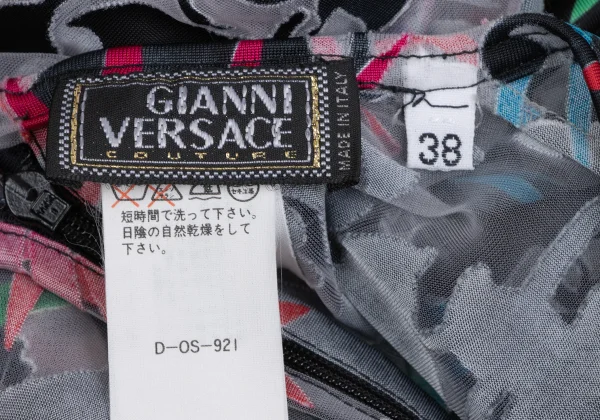 GIANNI
VERSACE
COUTURE
MADE IN ITALY
38
短時間で洗って下さい。
日陰の自然乾燥をして
下さい。
D-OS-921